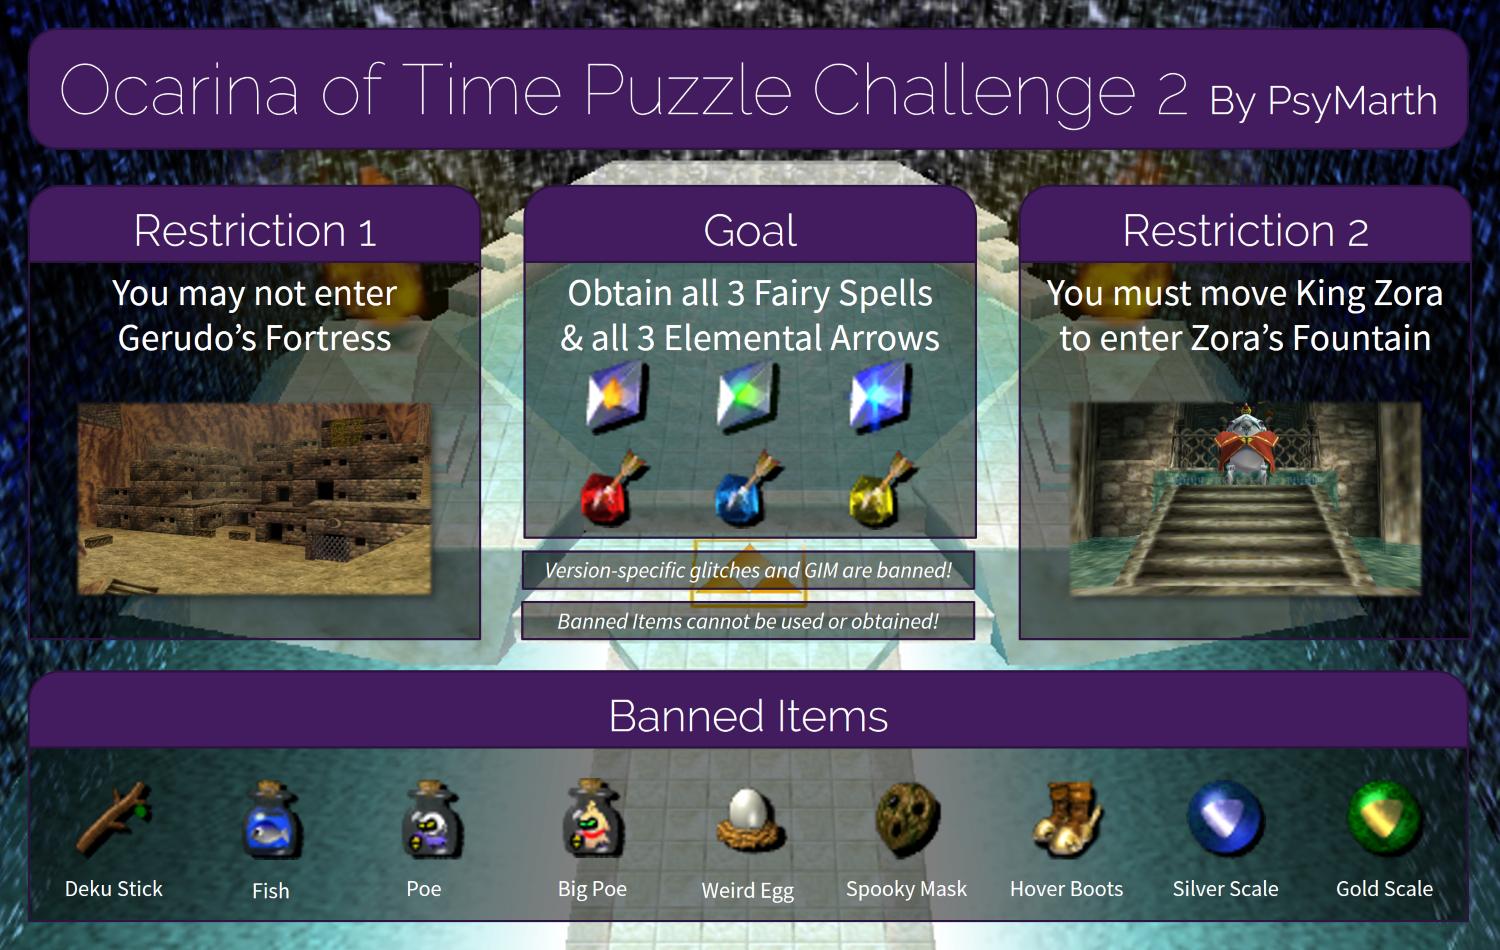 Ocarina of Time Puzzle Challenge 2 By PsyMarth
Restriction 1
You may not enter
Gerudo’s Fortress
Goal
Obtain all 3 Fairy Spells
& all 3 Elemental Arrows
Version-specific glitches and GIM are banned!
Banned Items cannot be used or obtained!
Restriction 2
You must move King Zora
to enter Zora’s Fountain
Banned Items
Deku Stick
Fish
Poe
Big Poe
Weird Egg
Spooky Mask
Hover Boots
Silver Scale
Gold Scale